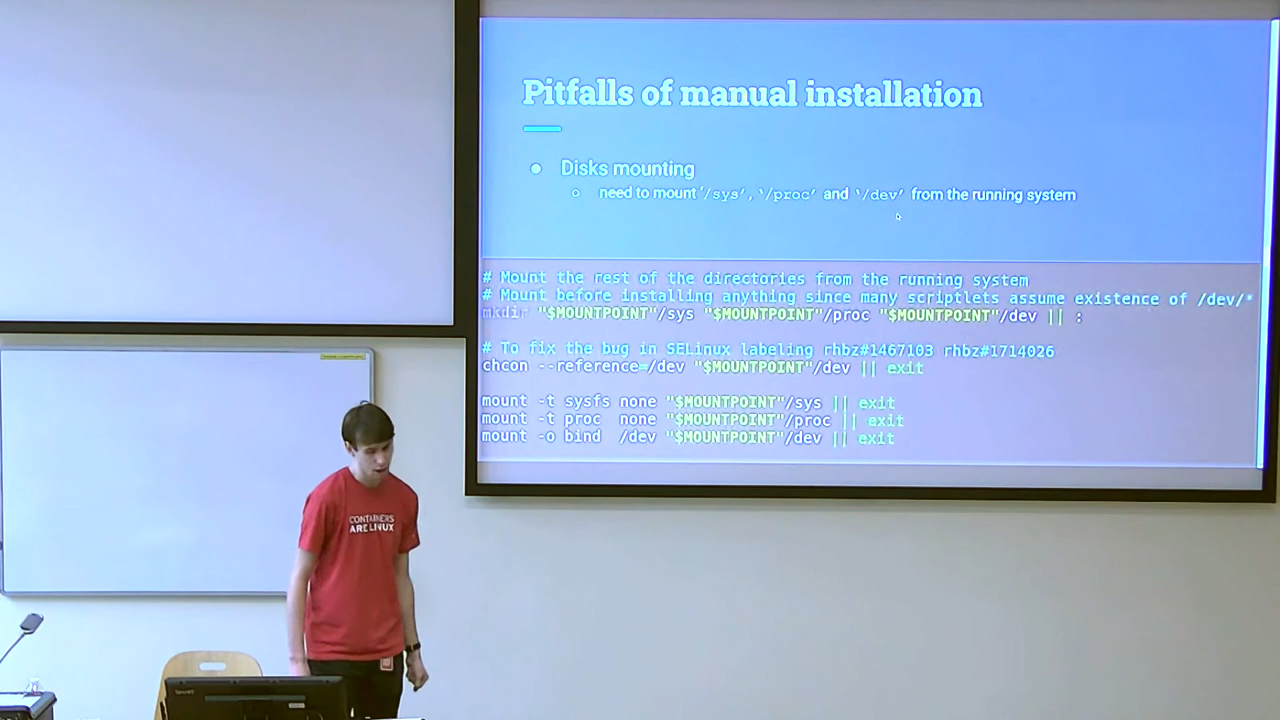 Pitfalls of manual installation
● Disks mounting
○ need to mount '/sys', '/proc' and '/dev' from the running system
# Mount the rest of the directories from the running system
# Mount before installing anything since many scriptlets assume existence of /dev/*
mkdir "$MOUNTPOINT"/sys "$MOUNTPOINT"/proc "$MOUNTPOINT"/dev || :
# To fix the bug in SELinux labeling rhbz#1467103 rhbz#1714026
chcon --reference=/dev "$MOUNTPOINT"/dev || exit
mount -t sysfs none "$MOUNTPOINT"/sys || exit
mount -t proc none "$MOUNTPOINT"/proc || exit
mount -o bind /dev "$MOUNTPOINT"/dev || exit
CONTAINERS
ARE LINUX